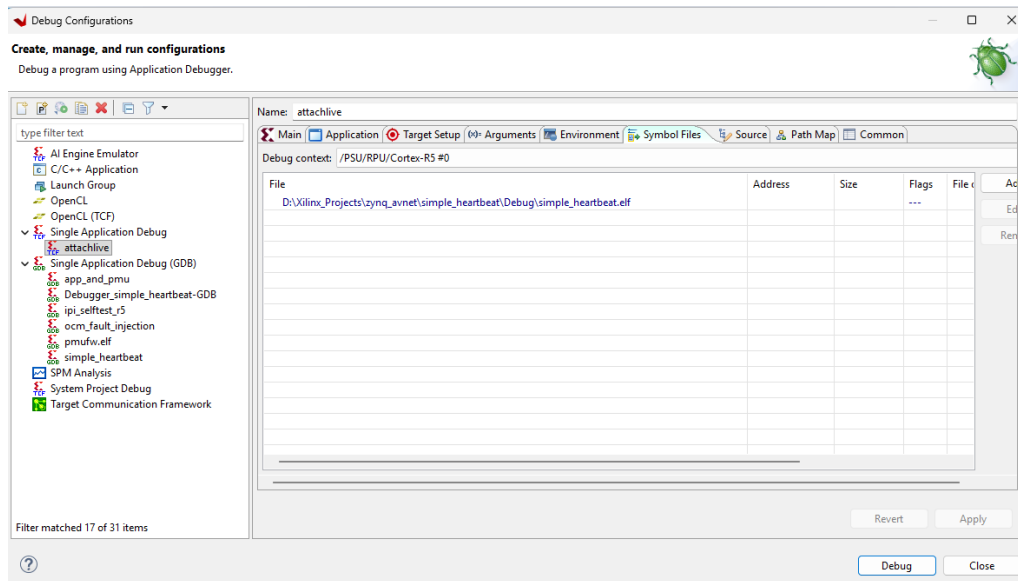 Debug Configurations
Create, manage, and run configurations
Debug a program using Application Debugger.
type filter text
AI Engine Emulator
C/C++ Application
Launch Group
OpenCL
OpenCL (TCF)
Single Application Debug
attachlive
Single Application Debug (GDB)
app_and_pmu
Debugger_simple_heartbeat-GDB
ipi_selftest_r5
ocm_fault_injection
pmufw.elf
simple_heartbeat
SPM Analysis
System Project Debug
Target Communication Framework
Filter matched 17 of 31 items
Name: attachlive
Main Application Target Setup (x)= Arguments Environment Symbol Files Source Path Map Common
Debug context: /PSU/RPU/Cortex-R5 #0
File Address Size Flags File
D:\Xilinx_Projects\zynq_avnet\simple_heartbeat\Debug\simple_heartbeat.elf ---
Ad
Ed
Ren
Revert Apply
Debug Close